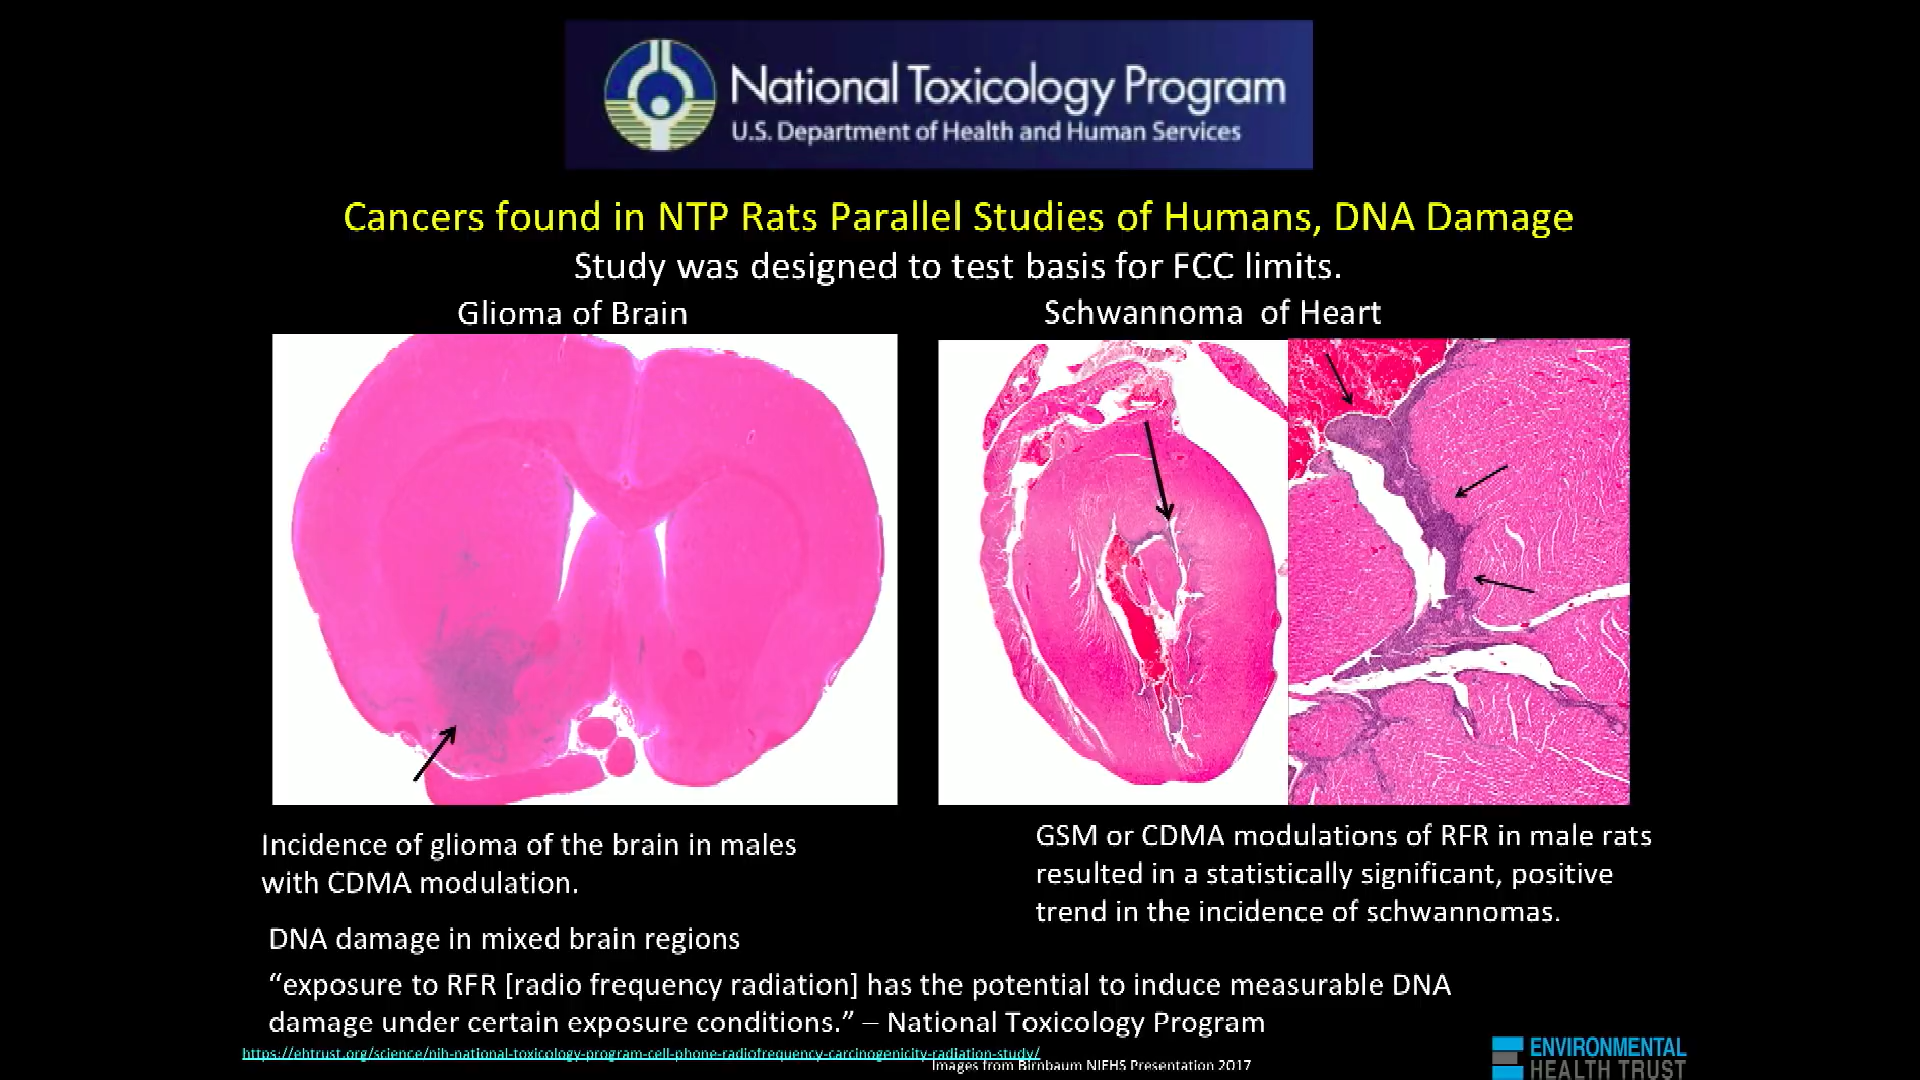 National Toxicology Program
U.S. Department of Health and Human Services
Cancers found in NTP Rats Parallel Studies of Humans, DNA Damage
Study was designed to test basis for FCC limits.
Glioma of Brain
Schwannoma of Heart
Incidence of glioma of the brain in males
with CDMA modulation.
GSM or CDMA modulations of RFR in male rats
resulted in a statistically significant, positive
trend in the incidence of schwannomas.
DNA damage in mixed brain regions
“exposure to RFR [radio frequency radiation] has the potential to induce measurable DNA
damage under certain exposure conditions.” – National Toxicology Program
https://ehtrust.org/science/nih-national-toxicology-program-cell-phone-radiofrequency-carcinogenicity-radiation-study/
Images from Birnbaum NIEHS Presentation 2017
ENVIRONMENTAL
HEALTH TRUST